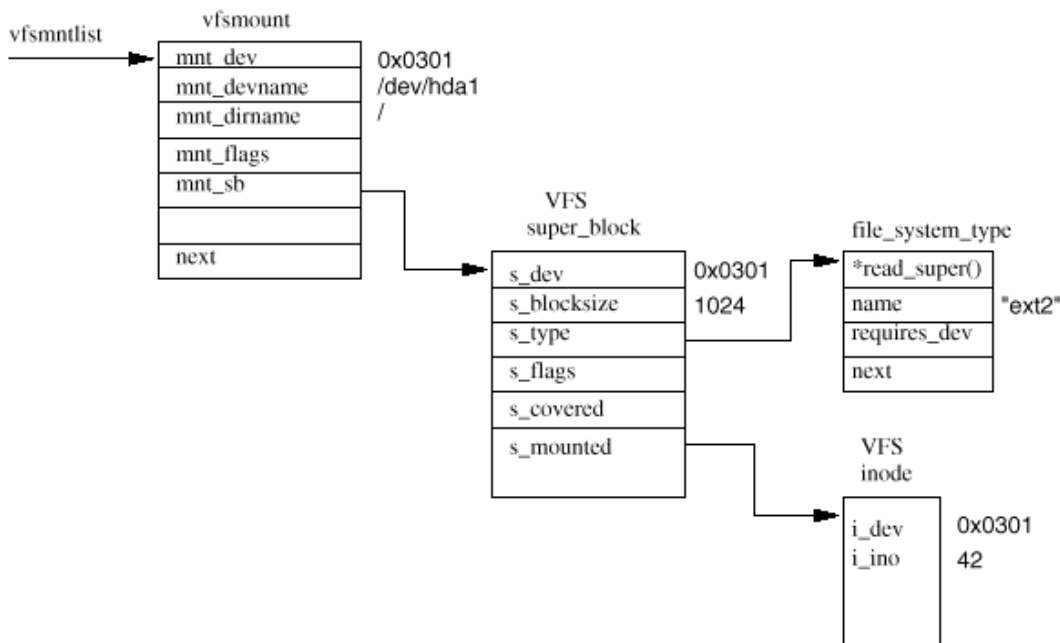 vfsmount
vfsmntlist
mnt_dev 0x0301
mnt_devname /dev/hda1
mnt_dirname /
mnt_flags
mnt_sb
next
VFS
super_block
s_dev 0x0301
s_blocksize 1024
s_type
s_flags
s_covered
s_mounted
file_system_type
*read_super()
name "ext2"
requires_dev
next
VFS
inode
i_dev 0x0301
i_ino 42